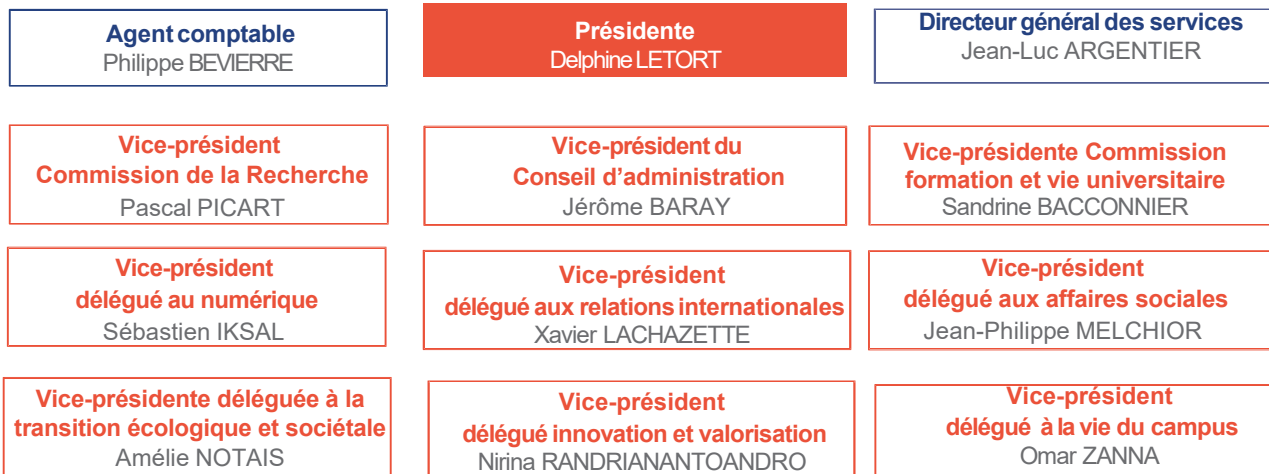 Agent comptable
Philippe BEVIERRE
Présidente
Delphine LETORT
Directeur général des services
Jean-Luc ARGENTIER
Vice-président
Commission de la Recherche
Pascal PICART
Vice-président du
Conseil d'administration
Jérôme BARAY
Vice-présidente Commission
formation et vie universitaire
Sandrine BACCONNIER
Vice-président
délégué au numérique
Sébastien IKSAL
Vice-président
délégué aux relations internationales
Xavier LACHAZETTE
Vice-président
délégué aux affaires sociales
Jean-Philippe MELCHIOR
Vice-présidente déléguée à la
transition écologique et sociétale
Amélie NOTAIS
Vice-président
délégué innovation et valorisation
Nirina RANDRIANANTOANDRO
Vice-président
délégué à la vie du campus
Omar ZANNA